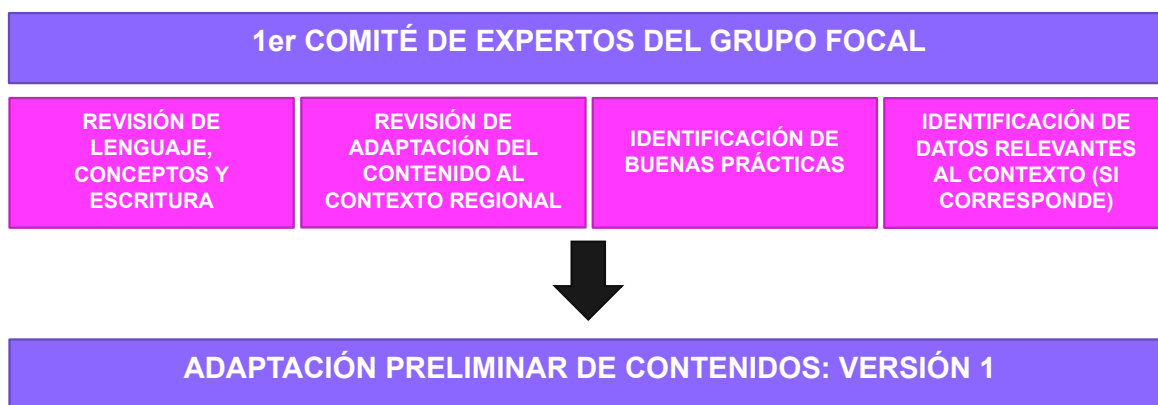 1er COMITÉ DE EXPERTOS DEL GRUPO FOCAL
REVISIÓN DE
LENGUAJE,
CONCEPTOS Y
ESCRITURA
REVISIÓN DE
ADAPTACIÓN DEL
CONTENIDO AL
CONTEXTO REGIONAL
IDENTIFICACIÓN DE
BUENAS PRÁCTICAS
IDENTIFICACIÓN DE
DATOS RELEVANTES
AL CONTEXTO (SI
CORRESPONDE)
ADAPTACIÓN PRELIMINAR DE CONTENIDOS: VERSIÓN 1